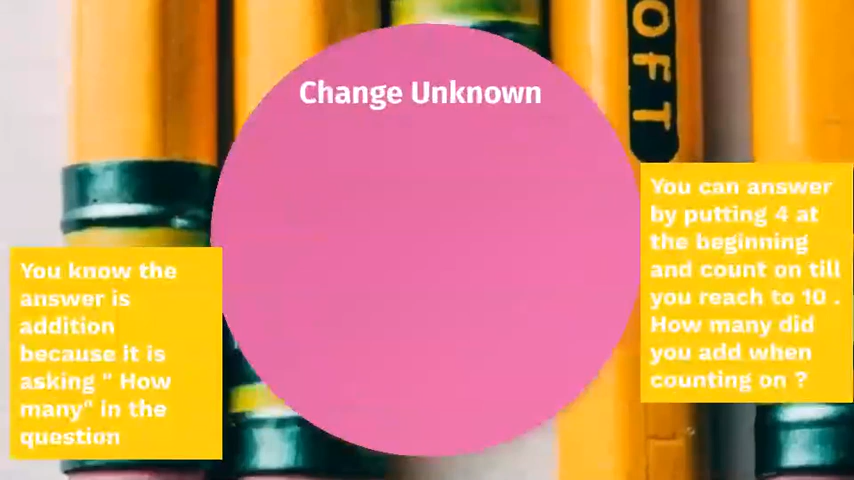 OFT
Change Unknown
You know the
answer is
addition
because it is
asking " How
many" in the
question
You can answer
by putting 4 at
the beginning
and count on till
you reach to 10 .
How many did
you add when
counting on ?